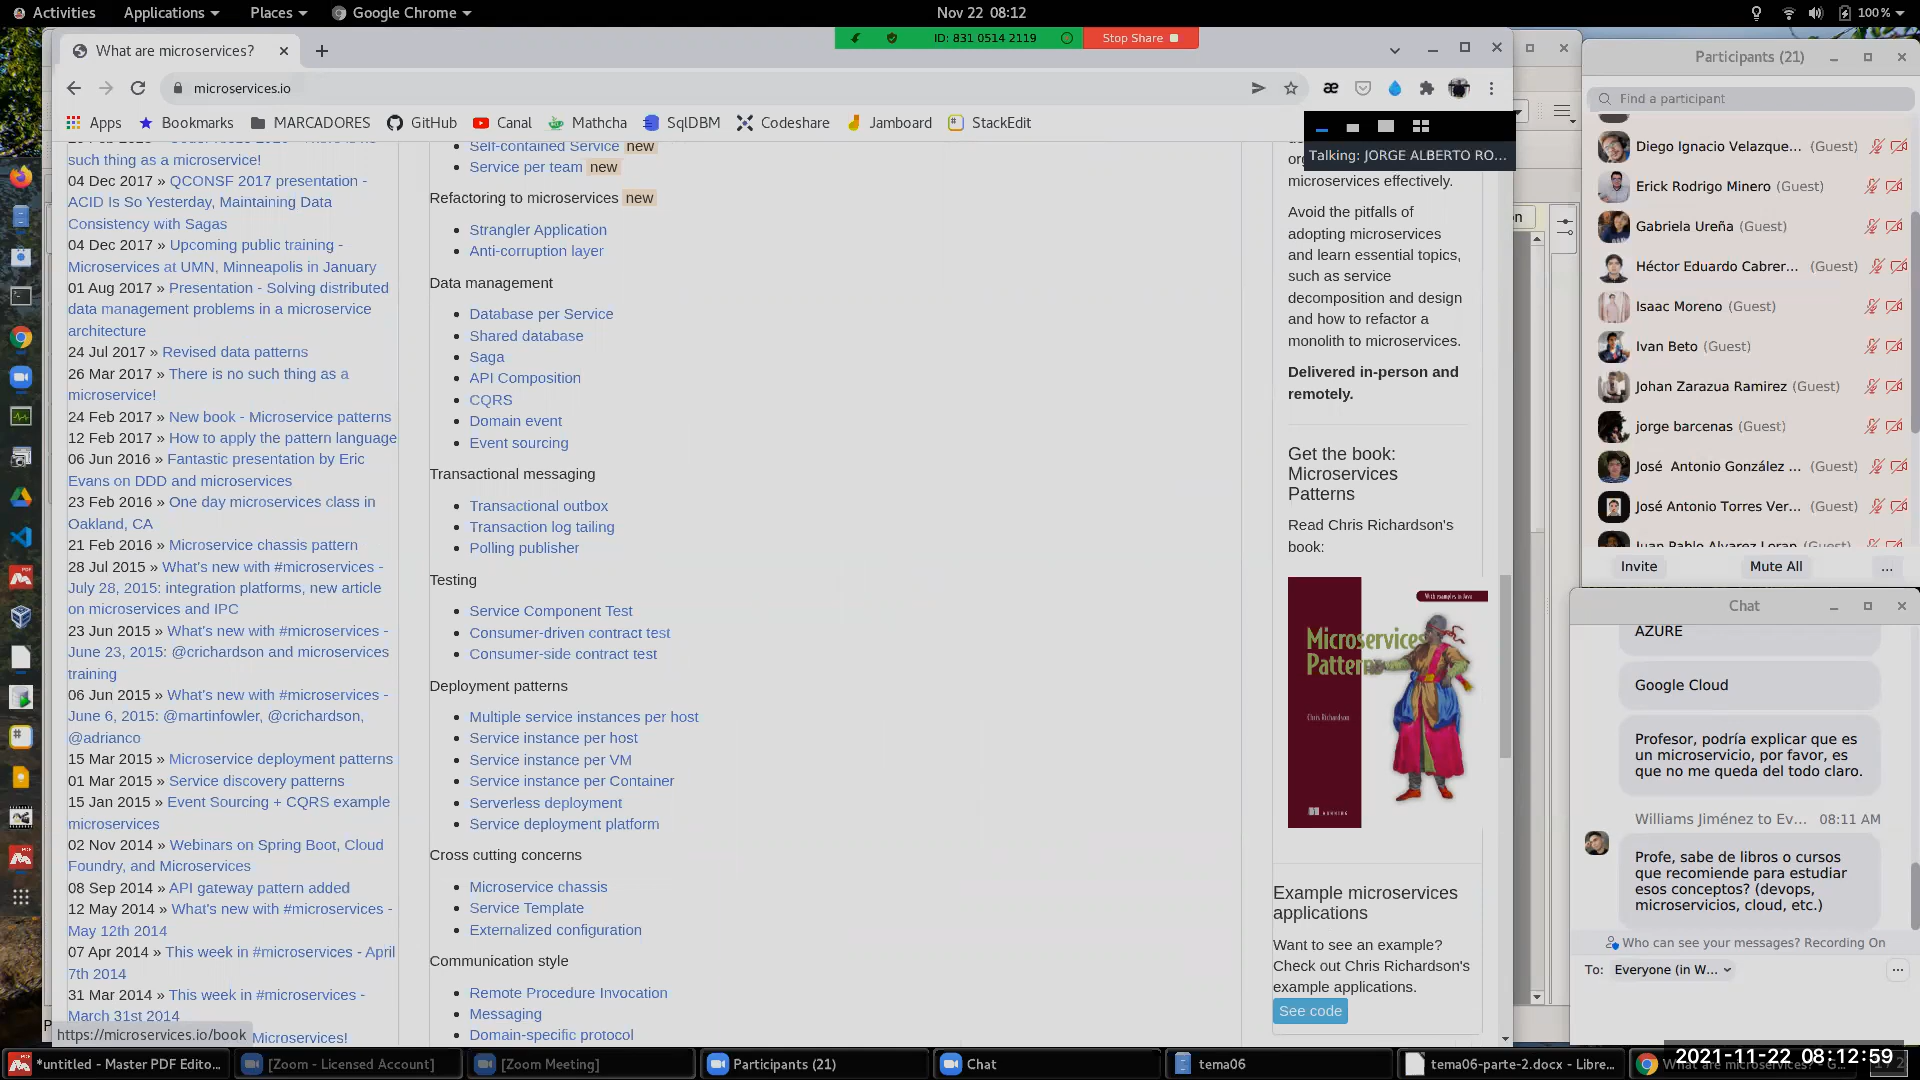 Activities
Applications
Places
Google Chrome
Nov 22 08:12
100%
What are microservices?
ID: 831 0514 2119
Stop Share
microservices.io
Apps
Bookmarks
MARCADORES
GitHub
Canal
Mathcha
SqlDBM
Codeshare
Jamboard
StackEdit
Talking: JORGE ALBERTO RO...
such thing as a microservice!
04 Dec 2017 » QCONSF 2017 presentation -
ACID Is So Yesterday, Maintaining Data
Consistency with Sagas
04 Dec 2017 » Upcoming public training -
Microservices at UMN, Minneapolis in January
01 Aug 2017 » Presentation - Solving distributed
data management problems in a microservice
architecture
24 Jul 2017 » Revised data patterns
26 Mar 2017 » There is no such thing as a
microservice!
24 Feb 2017 » New book - Microservice patterns
12 Feb 2017 » How to apply the pattern language
06 Jun 2016 » Fantastic presentation by Eric
Evans on DDD and microservices
23 Feb 2016 » One day microservices class in
Oakland, CA
21 Feb 2016 » Microservice chassis pattern
28 Jul 2015 » What's new with #microservices -
July 28, 2015: integration platforms, new article
on microservices and IPC
23 Jun 2015 » What's new with #microservices -
June 23, 2015: @crichardson and microservices
training
06 Jun 2015 » What's new with #microservices -
June 6, 2015: @martinfowler, @crichardson,
@adrianco
15 Mar 2015 » Microservice deployment patterns
01 Mar 2015 » Service discovery patterns
15 Jan 2015 » Event Sourcing + CQRS example
microservices
02 Nov 2014 » Webinars on Spring Boot, Cloud
Foundry, and Microservices
08 Sep 2014 » API gateway pattern added
12 May 2014 » What's new with #microservices -
May 12th 2014
07 Apr 2014 » This week in #microservices - April
7th 2014
31 Mar 2014 » This week in #microservices -
March 31st 2014
Microservices!
https://microservices.io/book
Self-contained Service new
Service per team new
Refactoring to microservices new
Strangler Application
Anti-corruption layer
Data management
Database per Service
Shared database
Saga
API Composition
CQRS
Domain event
Event sourcing
Transactional messaging
Transactional outbox
Transaction log tailing
Polling publisher
Testing
Service Component Test
Consumer-driven contract test
Consumer-side contract test
Deployment patterns
Multiple service instances per host
Service instance per host
Service instance per VM
Service instance per Container
Serverless deployment
Service deployment platform
Cross cutting concerns
Microservice chassis
Service Template
Externalized configuration
Communication style
Remote Procedure Invocation
Messaging
Domain-specific protocol
microservices effectively.
Avoid the pitfalls of
adopting microservices
and learn essential topics,
such as service
decomposition and design
and how to refactor a
monolith to microservices.
Delivered in-person and
remotely.
Get the book:
Microservices
Patterns
Read Chris Richardson's
book:
With examples in Java
Microservices
Patterns
Chris Richardson
MANNING
Example microservices
applications
Want to see an example?
Check out Chris Richardson's
example applications.
See code
Participants (21)
Find a participant
Diego Ignacio Velazque... (Guest)
Erick Rodrigo Minero (Guest)
Gabriela Ureña (Guest)
Héctor Eduardo Cabrer... (Guest)
Isaac Moreno (Guest)
Ivan Beto (Guest)
Johan Zarazua Ramirez (Guest)
jorge barcenas (Guest)
José Antonio González ... (Guest)
José Antonio Torres Ver... (Guest)
Juan Pablo Alvarez Loran (Guest)
Invite
Mute All
...
Chat
AZURE
Google Cloud
Profesor, podría explicar que es
un microservicio, por favor, es
que no me queda del todo claro.
Williams Jiménez to Ev... 08:11 AM
Profe, sabe de libros o cursos
que recomiende para estudiar
esos conceptos? (devops,
microservicios, cloud, etc.)
Who can see your messages? Recording On
To: Everyone (in W...
*untitled - Master PDF Edito...
[Zoom - Licensed Account]
[Zoom Meeting]
Participants (21)
Chat
tema06
tema06-parte-2.docx - Libre...
What are microservices? - G...
2021-11-22 08:12:59